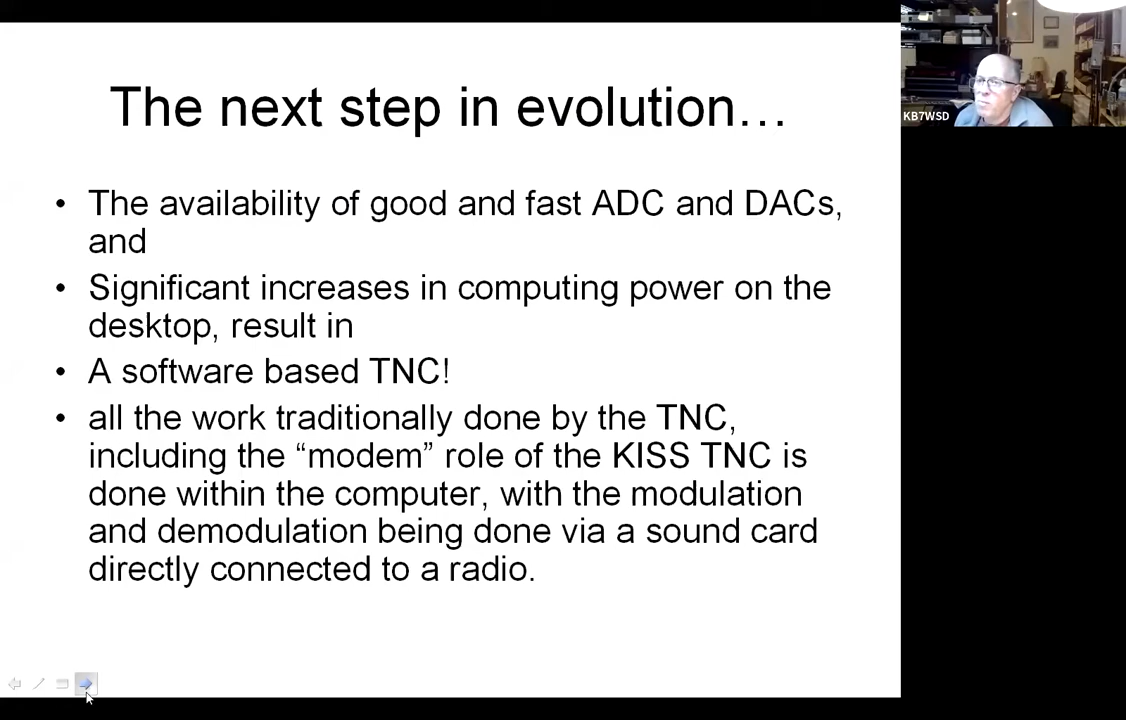 The next step in evolution…
• The availability of good and fast ADC and DACs,
and
• Significant increases in computing power on the
desktop, result in
• A software based TNC!
• all the work traditionally done by the TNC,
including the “modem” role of the KISS TNC is
done within the computer, with the modulation
and demodulation being done via a sound card
directly connected to a radio.
KB7WSD